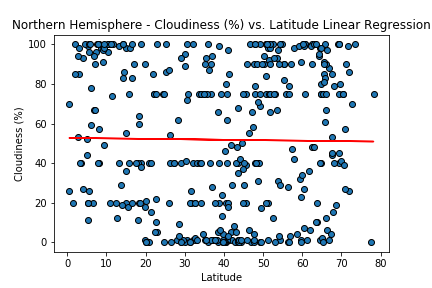 Northern Hemisphere - Cloudiness (%) vs. Latitude Linear Regression
100
80
60
40
20
0
Cloudiness (%)
0 10 20 30 40 50 60 70 80
Latitude